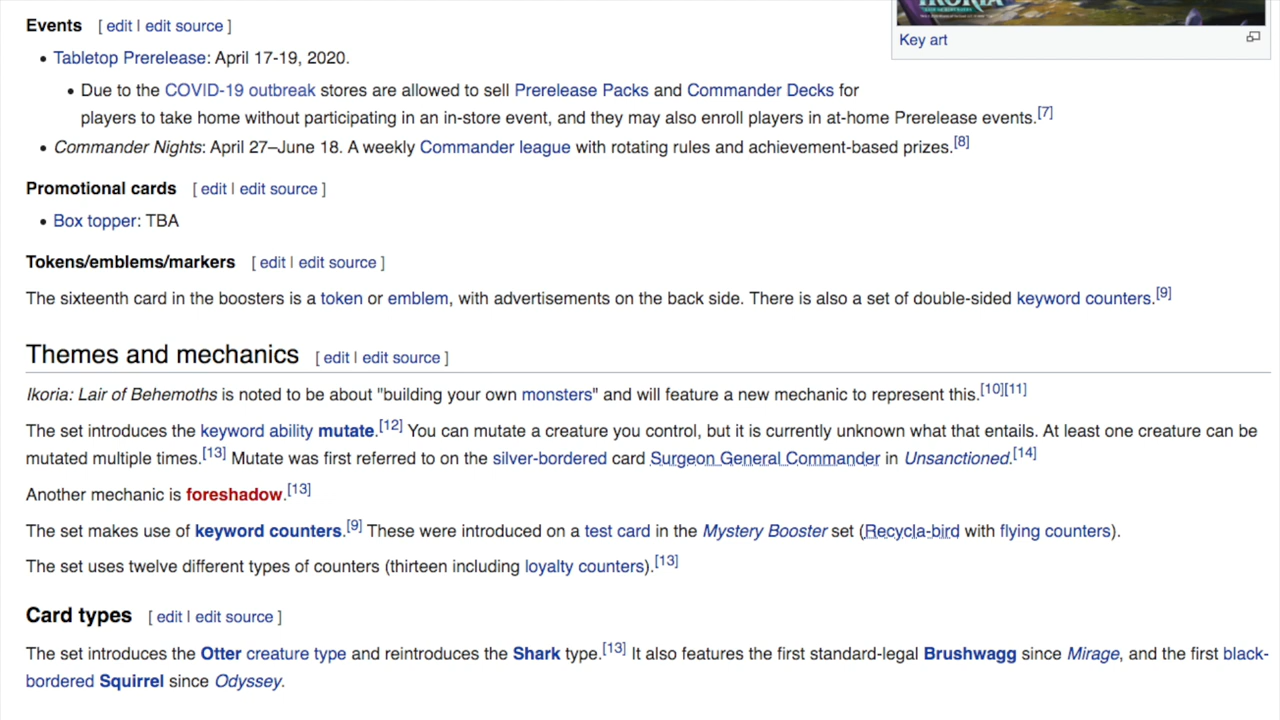 IKORIA
Key art
Events [ edit | edit source ]
• Tabletop Prerelease: April 17-19, 2020.
• Due to the COVID-19 outbreak stores are allowed to sell Prerelease Packs and Commander Decks for
players to take home without participating in an in-store event, and they may also enroll players in at-home Prerelease events.[7]
• Commander Nights: April 27–June 18. A weekly Commander league with rotating rules and achievement-based prizes.[8]
Promotional cards [ edit | edit source ]
• Box topper: TBA
Tokens/emblems/markers [ edit | edit source ]
The sixteenth card in the boosters is a token or emblem, with advertisements on the back side. There is also a set of double-sided keyword counters.[9]
Themes and mechanics [ edit | edit source ]
Ikoria: Lair of Behemoths is noted to be about "building your own monsters" and will feature a new mechanic to represent this.[10][11]
The set introduces the keyword ability mutate.[12] You can mutate a creature you control, but it is currently unknown what that entails. At least one creature can be
mutated multiple times.[13] Mutate was first referred to on the silver-bordered card Surgeon General Commander in Unsanctioned.[14]
Another mechanic is foreshadow.[13]
The set makes use of keyword counters.[9] These were introduced on a test card in the Mystery Booster set (Recycla-bird with flying counters).
The set uses twelve different types of counters (thirteen including loyalty counters).[13]
Card types [ edit | edit source ]
The set introduces the Otter creature type and reintroduces the Shark type.[13] It also features the first standard-legal Brushwagg since Mirage, and the first black-
bordered Squirrel since Odyssey.